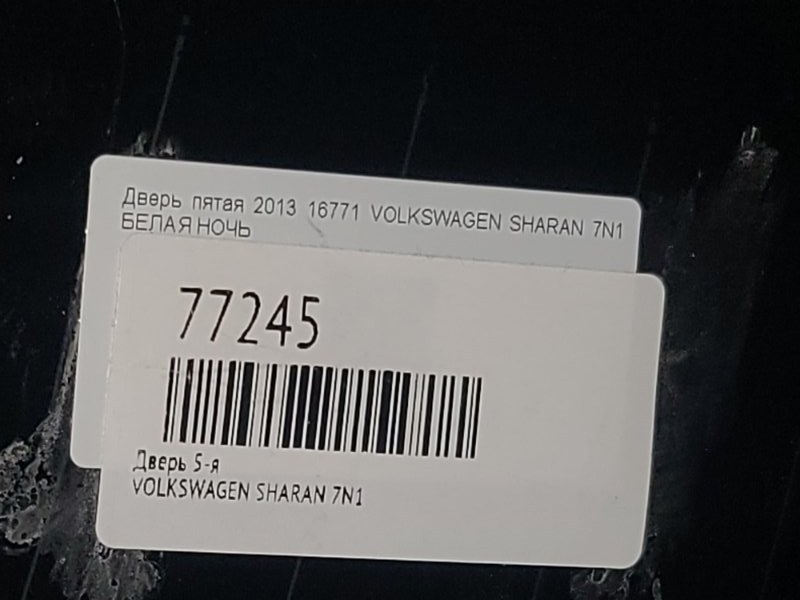 Дверь пятая 2013 16771 VOLKSWAGEN SHARAN 7N1
БЕЛАЯ НОЧЬ
77245
Дверь 5-я
VOLKSWAGEN SHARAN 7N1